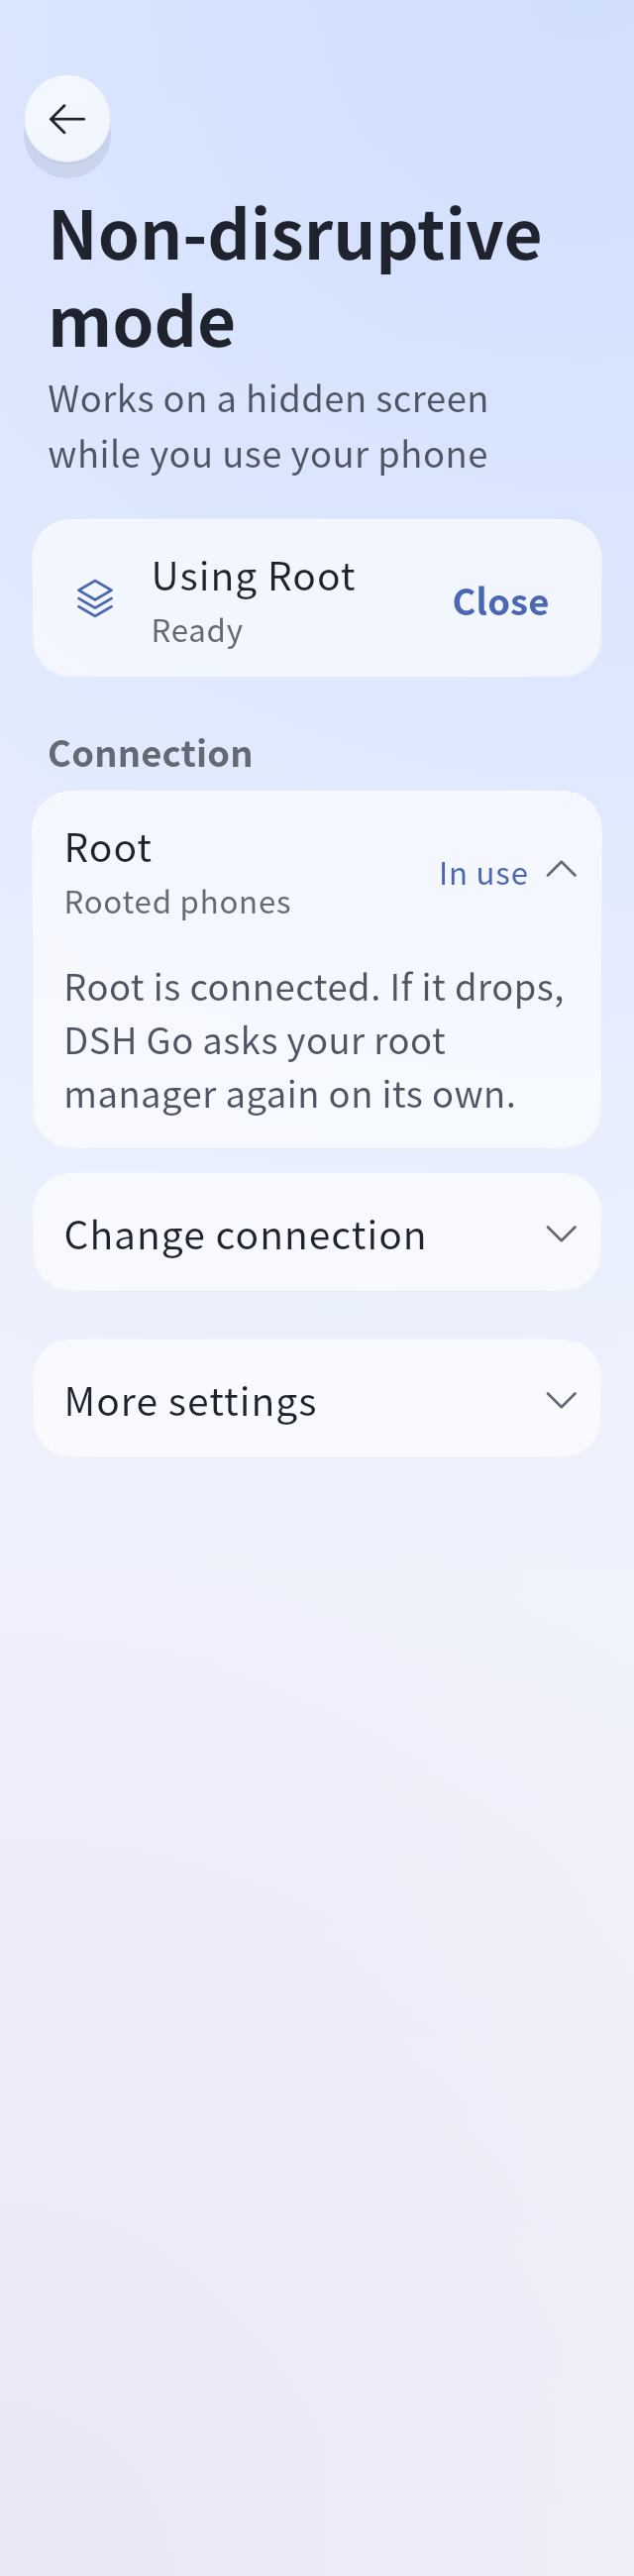 Non-disruptive
mode
Works on a hidden screen
while you use your phone
Using Root
Ready
Close
Connection
Root
Rooted phones
In use
Root is connected. If it drops,
DSH Go asks your root
manager again on its own.
Change connection
More settings